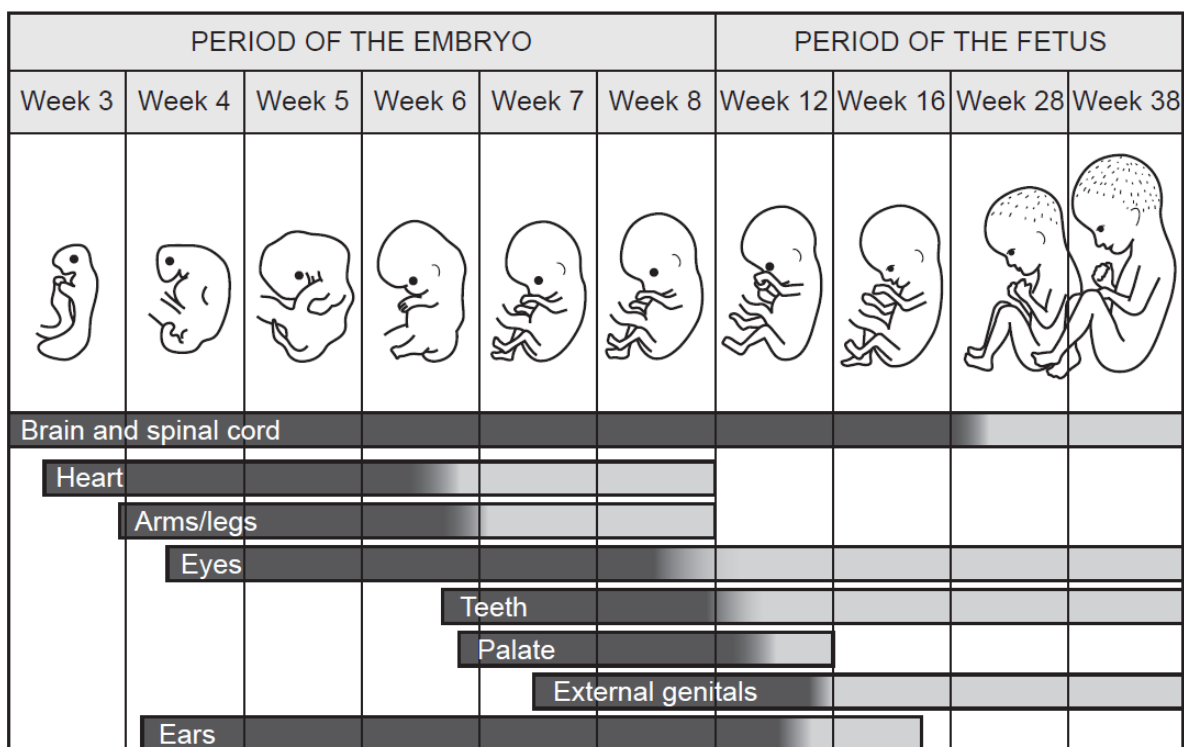 PERIOD OF THE EMBRYO PERIOD OF THE FETUS
Week 3 Week 4 Week 5 Week 6 Week 7 Week 8 Week 12 Week 16 Week 28 Week 38
Brain and spinal cord
Heart
Arms/legs
Eyes
Teeth
Palate
External genitals
Ears